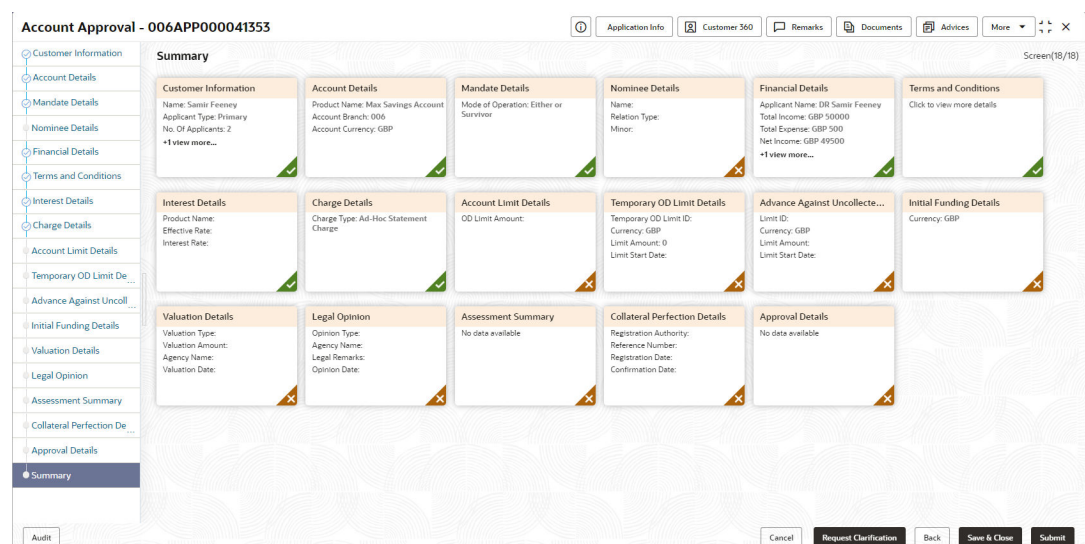 Account Approval - 006APP000041353
Application Info
Customer 360
Remarks
Documents
Advices
More
Customer Information
Account Details
Mandate Details
Nominee Details
Financial Details
Terms and Conditions
Interest Details
Charge Details
Account Limit Details
Temporary OD Limit De...
Advance Against Uncoll...
Initial Funding Details
Valuation Details
Legal Opinion
Assessment Summary
Collateral Perfection De...
Approval Details
Summary
Summary
Screen(18/18)
Customer Information
Name: Samir Feeney
Applicant Type: Primary
No. Of Applicants: 2
+1 view more...
Account Details
Product Name: Max Savings Account
Account Branch: 006
Account Currency: GBP
Mandate Details
Mode of Operation: Either or
Survivor
Nominee Details
Name:
Relation Type:
Minor:
Financial Details
Applicant Name: DR Samir Feeney
Total Income: GBP 50000
Total Expense: GBP 500
Net Income: GBP 49500
+1 view more...
Terms and Conditions
Click to view more details
Interest Details
Product Name:
Effective Rate:
Interest Rate:
Charge Details
Charge Type: Ad-Hoc Statement
Charge
Account Limit Details
OD Limit Amount:
Temporary OD Limit Details
Temporary OD Limit ID:
Currency: GBP
Limit Amount: 0
Limit Start Date:
Advance Against Uncollecte...
Limit ID:
Currency: GBP
Limit Amount:
Limit Start Date:
Initial Funding Details
Currency: GBP
Valuation Details
Valuation Type:
Valuation Amount:
Agency Name:
Valuation Date:
Legal Opinion
Opinion Type:
Agency Name:
Legal Remarks:
Opinion Date:
Assessment Summary
No data available
Collateral Perfection Details
Registration Authority:
Reference Number:
Registration Date:
Confirmation Date:
Approval Details
No data available
Audit
Cancel
Request Clarification
Back
Save & Close
Submit